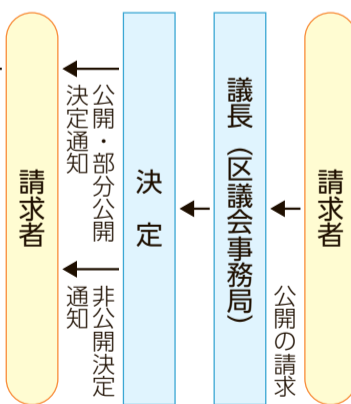 請求者
公開の請求
議長（区議会事務局）
決定
公開・部分公開
決定通知
非公開決定
通知
請求者